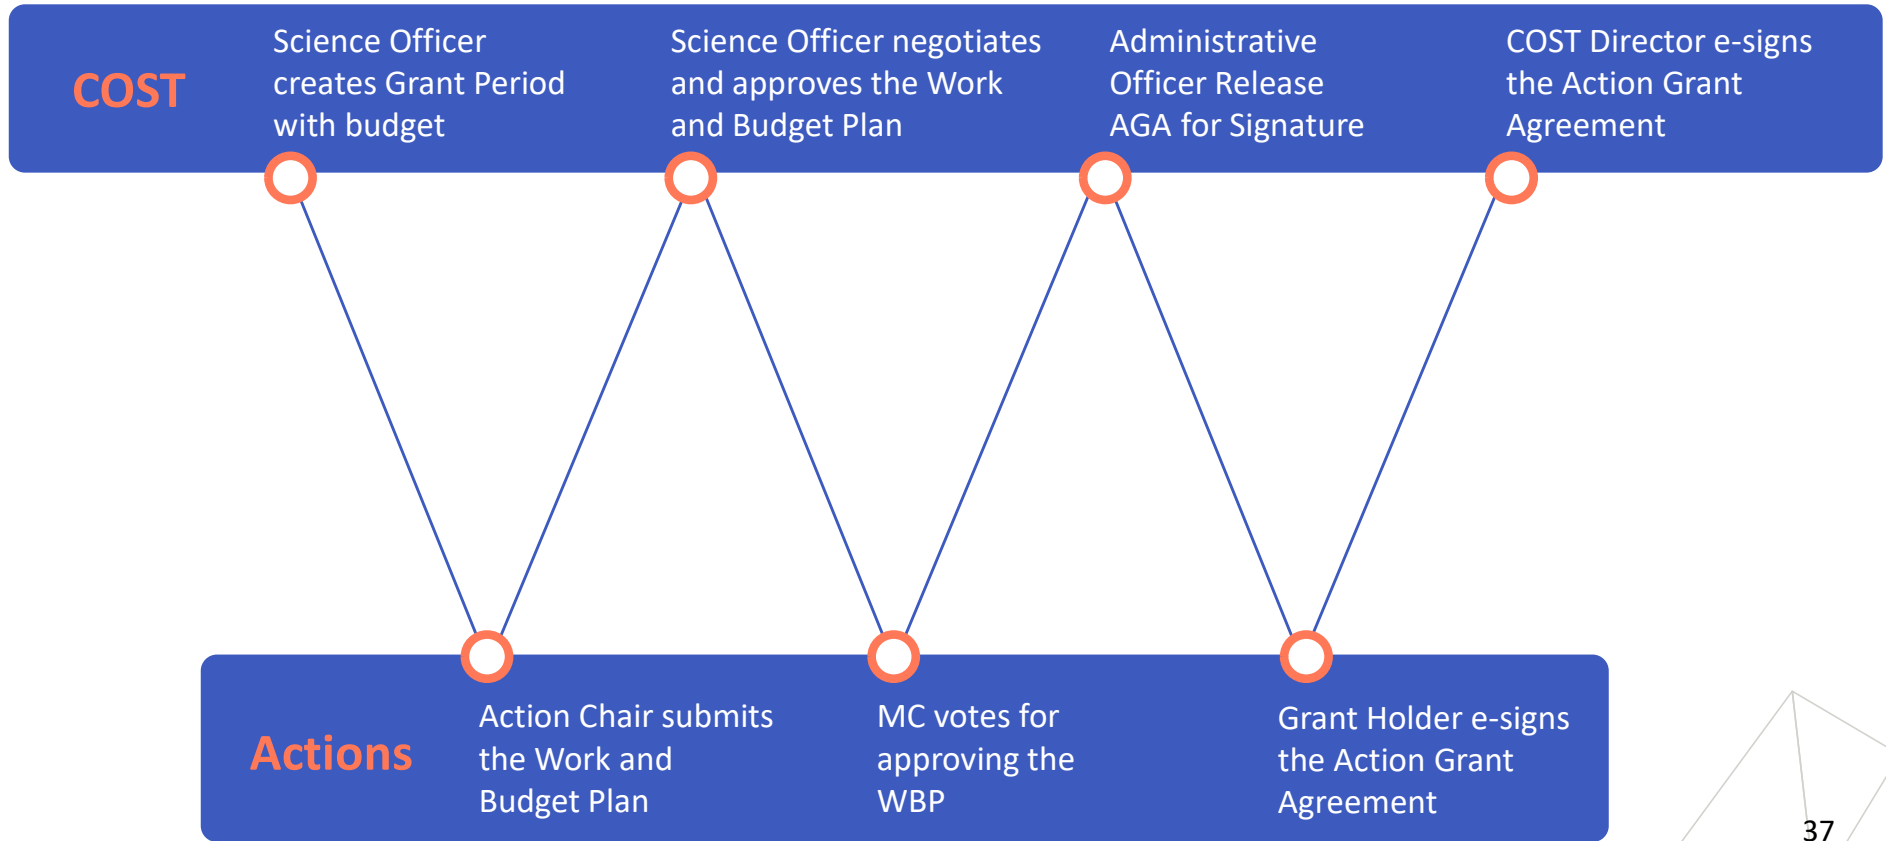 COST
Science Officer
creates Grant Period
with budget
Science Officer negotiates
and approves the Work
and Budget Plan
Administrative
Officer Release
AGA for Signature
COST Director e-signs
the Action Grant
Agreement
Actions
Action Chair submits
the Work and
Budget Plan
MC votes for
approving the
WBP
Grant Holder e-signs
the Action Grant
Agreement
37